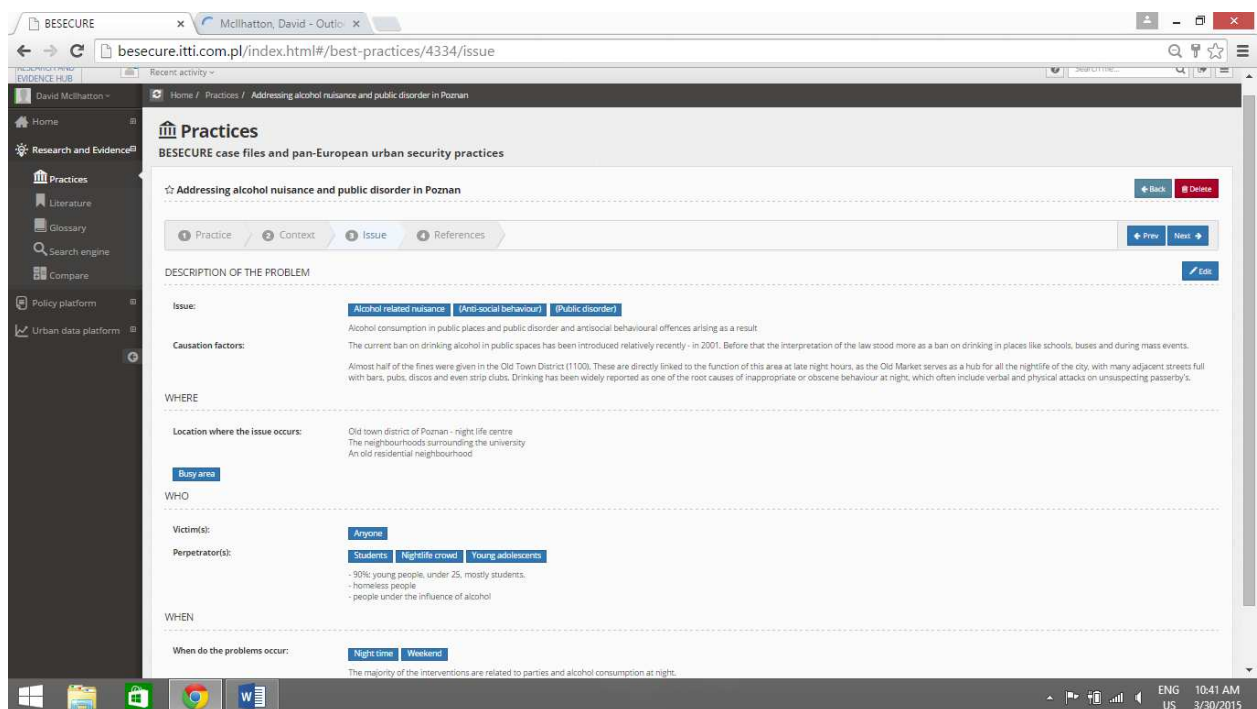 BESECURE
McIlhatton, David - Outlo
besecure.itti.com.pl/index.html#/best-practices/4334/issue
EVIDENCE HUB
Recent activity
Search me...
David McIlhatton
Home / Practices / Addressing alcohol nuisance and public disorder in Poznan
Home
Research and Evidence
Practices
Literature
Glossary
Search engine
Compare
Policy platform
Urban data platform
Practices
BESECURE case files and pan-European urban security practices
Addressing alcohol nuisance and public disorder in Poznan
Back Delete
1 Practice 2 Context 3 Issue 4 References
Prev Next
DESCRIPTION OF THE PROBLEM
Edit
Issue: Alcohol related nuisance (Anti-social behaviour) (Public disorder)
Alcohol consumption in public places and public disorder and antisocial behavioural offences arising as a result
Causation factors: The current ban on drinking alcohol in public spaces has been introduced relatively recently - in 2001. Before that the interpretation of the law stood more as a ban on drinking in places like schools, buses and during mass events.
Almost half of the fines were given in the Old Town District (1100). These are directly linked to the function of this area at late night hours, as the Old Market serves as a hub for all the nightlife of the city, with many adjacent streets full
with bars, pubs, discos and even strip clubs. Drinking has been widely reported as one of the root causes of inappropriate or obscene behaviour at night, which often include verbal and physical attacks on unsuspecting passerby's.
WHERE
Location where the issue occurs: Old town district of Poznan - night life centre
The neighbourhoods surrounding the university
An old residential neighbourhood
Busy area
WHO
Victim(s): Anyone
Perpetrator(s): Students Nightlife crowd Young adolescents
- 90%: young people, under 25, mostly students.
- homeless people
- people under the influence of alcohol
WHEN
When do the problems occur: Night time Weekend
The majority of the interventions are related to parties and alcohol consumption at night.
ENG 10:41 AM
US 3/30/2015